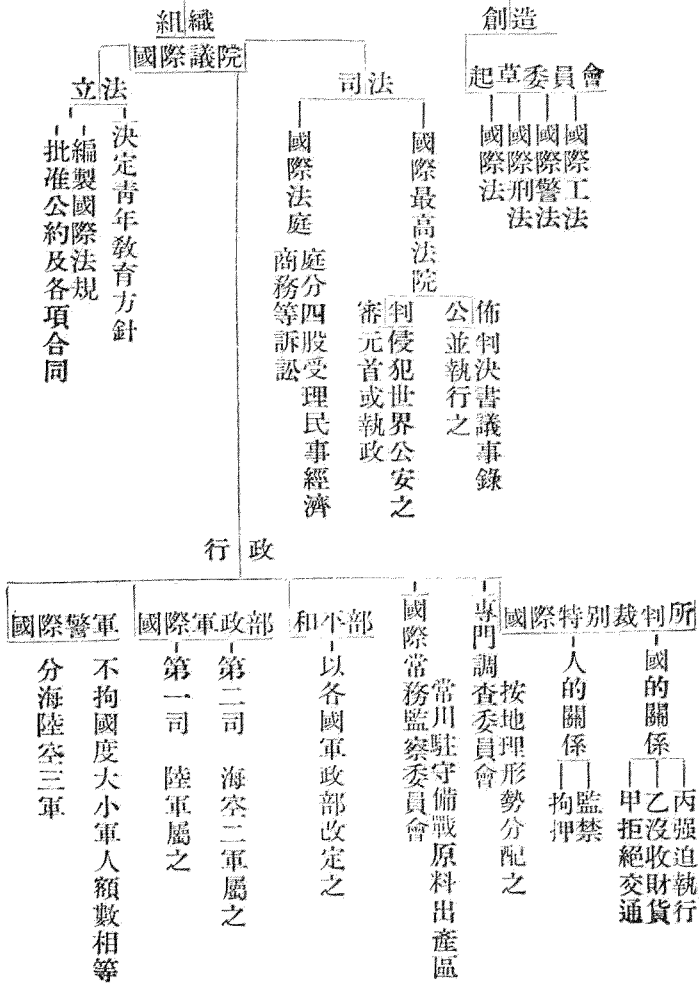 創造
起草委員會
國際工法
國際警法
國際刑法
國際法
組織
國際議院
司法
國際最高法院
佈判決書議事錄
公並執行之
判侵犯世界公安之
審元首或執政
國際法庭
庭分四股受理民事經濟
商務等訴訟
立法
決定青年敎育方針
編製國際法規
批准公約及各項合同
行政
國際特別裁判所
國的關係
丙强迫執行
乙沒收財貨
甲拒絕交通
人的關係
監禁
拘押
專門調查委員會
按地理形勢分配之
國際常務監察委員會
常川駐守備戰原料出產區
和平部
以各國軍政部改定之
國際軍政部
第二司 海空二軍屬之
第一司 陸軍屬之
國際警軍
不拘國度大小軍人額數相等
分海陸空三軍